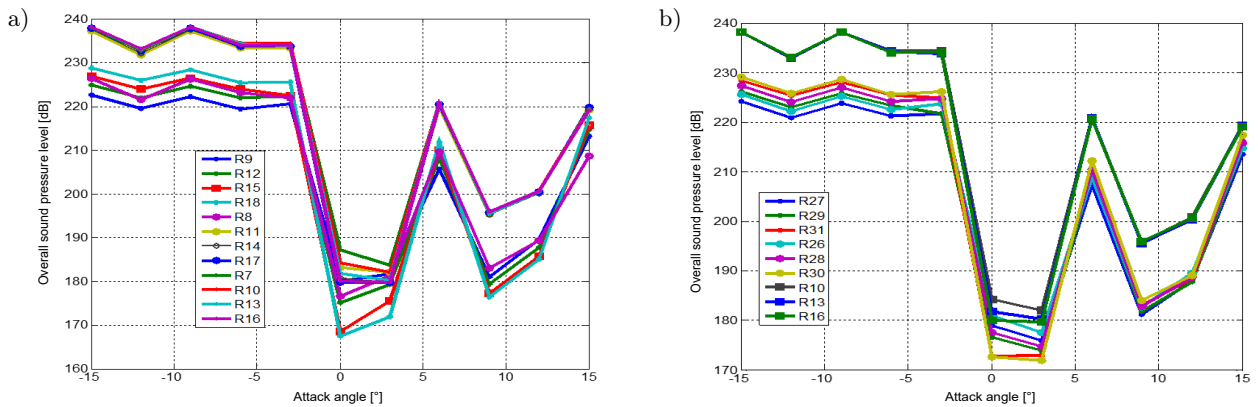 a)
Overall sound pressure level [dB]
240
230
220
210
200
190
180
170
160
R9
R12
R15
R18
R8
R11
R14
R17
R7
R10
R13
R16
-15 -10 -5 0 5 10 15
Attack angle [°]
b)
Overall sound pressure level [dB]
240
230
220
210
200
190
180
170
R27
R29
R31
R26
R28
R30
R10
R13
R16
-15 -10 -5 0 5 10 15
Attack angle [°]